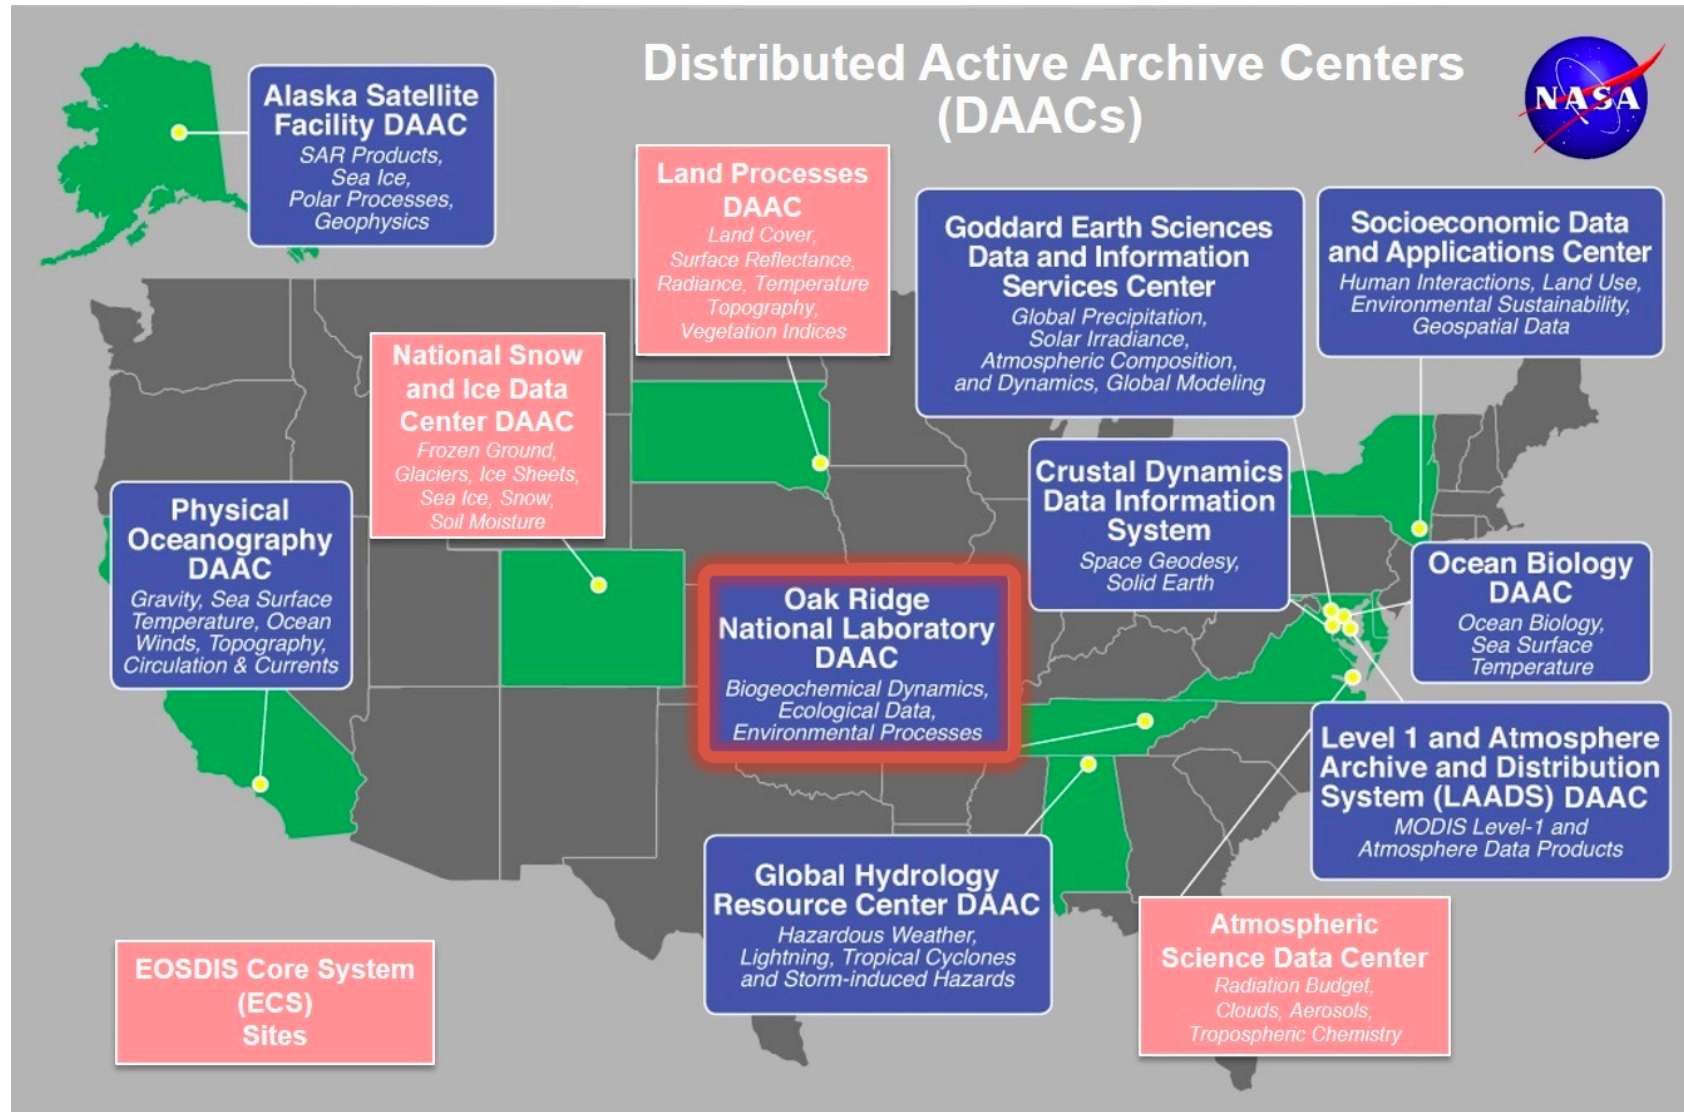 Distributed Active Archive Centers
(DAACs)
NASA
Alaska Satellite
Facility DAAC
SAR Products,
Sea Ice,
Polar Processes,
Geophysics
Land Processes
DAAC
Land Cover,
Surface Reflectance,
Radiance, Temperature
Topography,
Vegetation Indices
Goddard Earth Sciences
Data and Information
Services Center
Global Precipitation,
Solar Irradiance,
Atmospheric Composition,
and Dynamics, Global Modeling
Socioeconomic Data
and Applications Center
Human Interactions, Land Use,
Environmental Sustainability,
Geospatial Data
National Snow
and Ice Data
Center DAAC
Frozen Ground,
Glaciers, Ice Sheets,
Sea Ice, Snow,
Soil Moisture
Crustal Dynamics
Data Information
System
Space Geodesy,
Solid Earth
Physical
Oceanography
DAAC
Gravity, Sea Surface
Temperature, Ocean
Winds, Topography,
Circulation & Currents
Oak Ridge
National Laboratory
DAAC
Biogeochemical Dynamics,
Ecological Data,
Environmental Processes
Ocean Biology
DAAC
Ocean Biology,
Sea Surface
Temperature
Level 1 and Atmosphere
Archive and Distribution
System (LAADS) DAAC
MODIS Level-1 and
Atmosphere Data Products
Global Hydrology
Resource Center DAAC
Hazardous Weather,
Lightning, Tropical Cyclones
and Storm-induced Hazards
Atmospheric
Science Data Center
Radiation Budget,
Clouds, Aerosols,
Tropospheric Chemistry
EOSDIS Core System
(ECS)
Sites